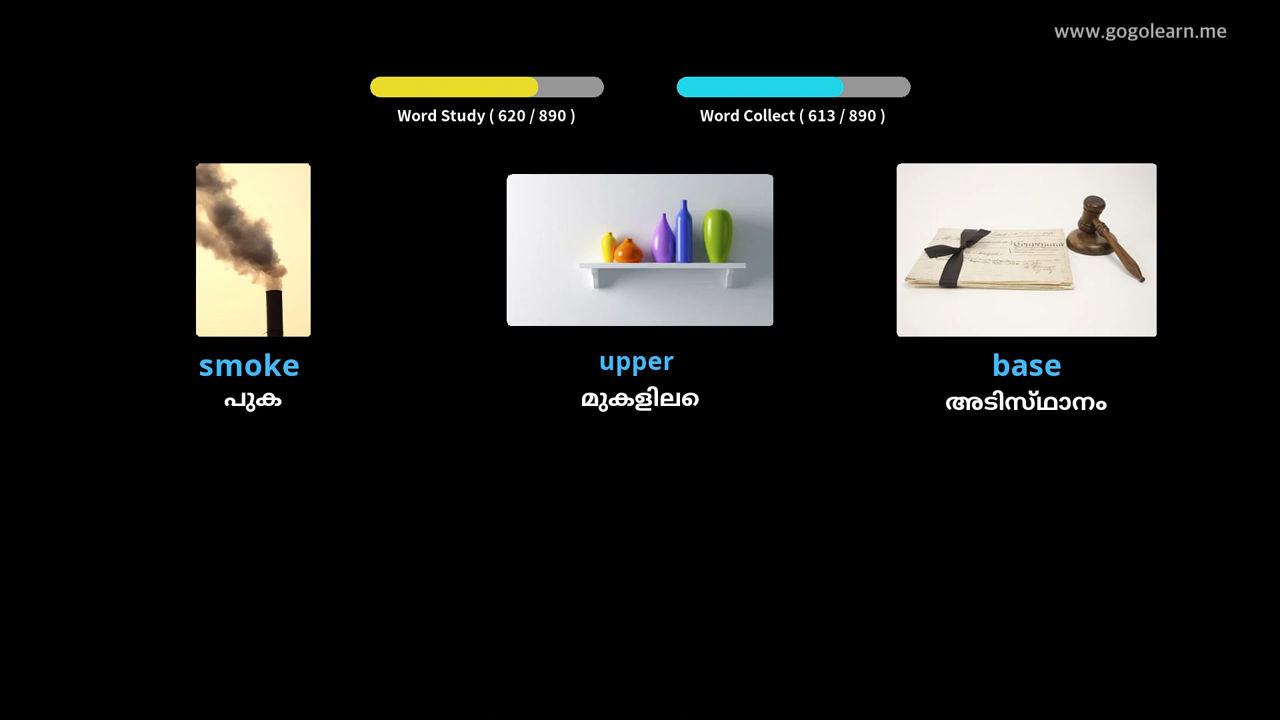 www.gogolearn.me
Word Study ( 620 / 890 )
Word Collect ( 613 / 890 )
smoke
upper
base
പുക
മുകളിലെ
അടിസ്ഥാനം